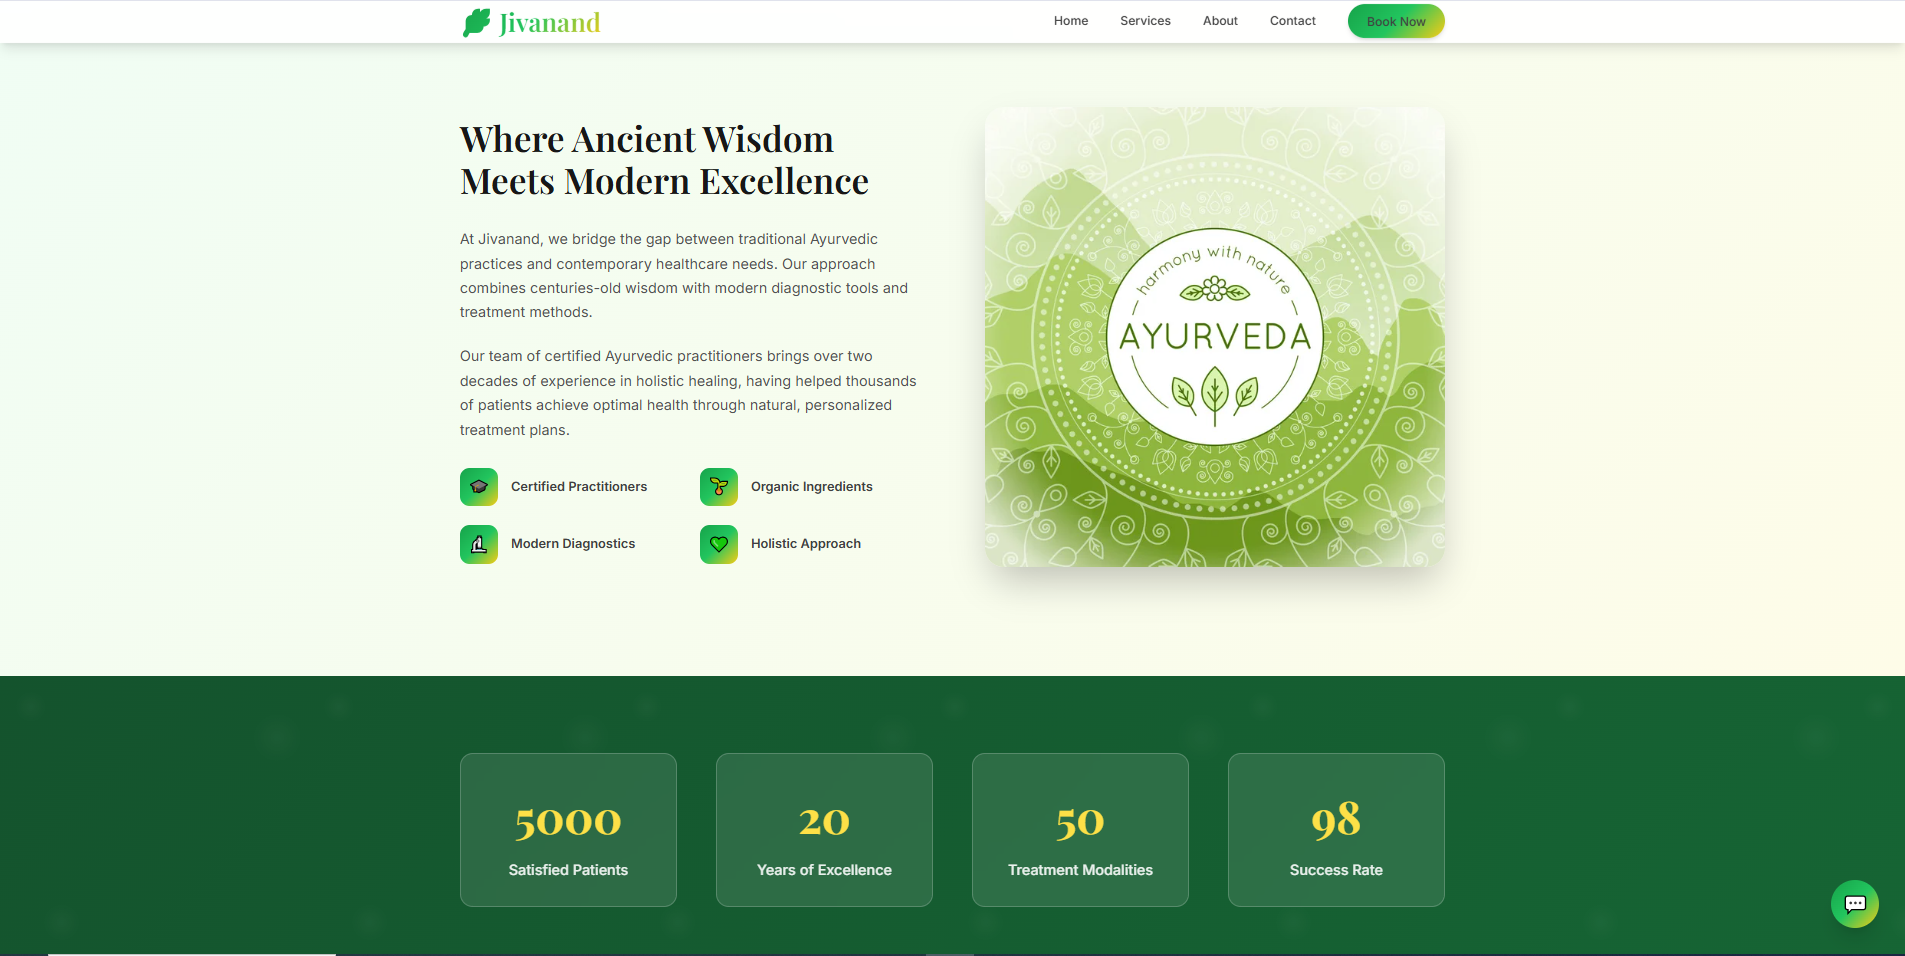 Jivanand
Home
Services
About
Contact
Book Now
Where Ancient Wisdom
Meets Modern Excellence
At Jivanand, we bridge the gap between traditional Ayurvedic
practices and contemporary healthcare needs. Our approach
combines centuries-old wisdom with modern diagnostic tools and
treatment methods.
Our team of certified Ayurvedic practitioners brings over two
decades of experience in holistic healing, having helped thousands
of patients achieve optimal health through natural, personalized
treatment plans.
Certified Practitioners
Organic Ingredients
Modern Diagnostics
Holistic Approach
harmony with nature
AYURVEDA
5000
Satisfied Patients
20
Years of Excellence
50
Treatment Modalities
98
Success Rate